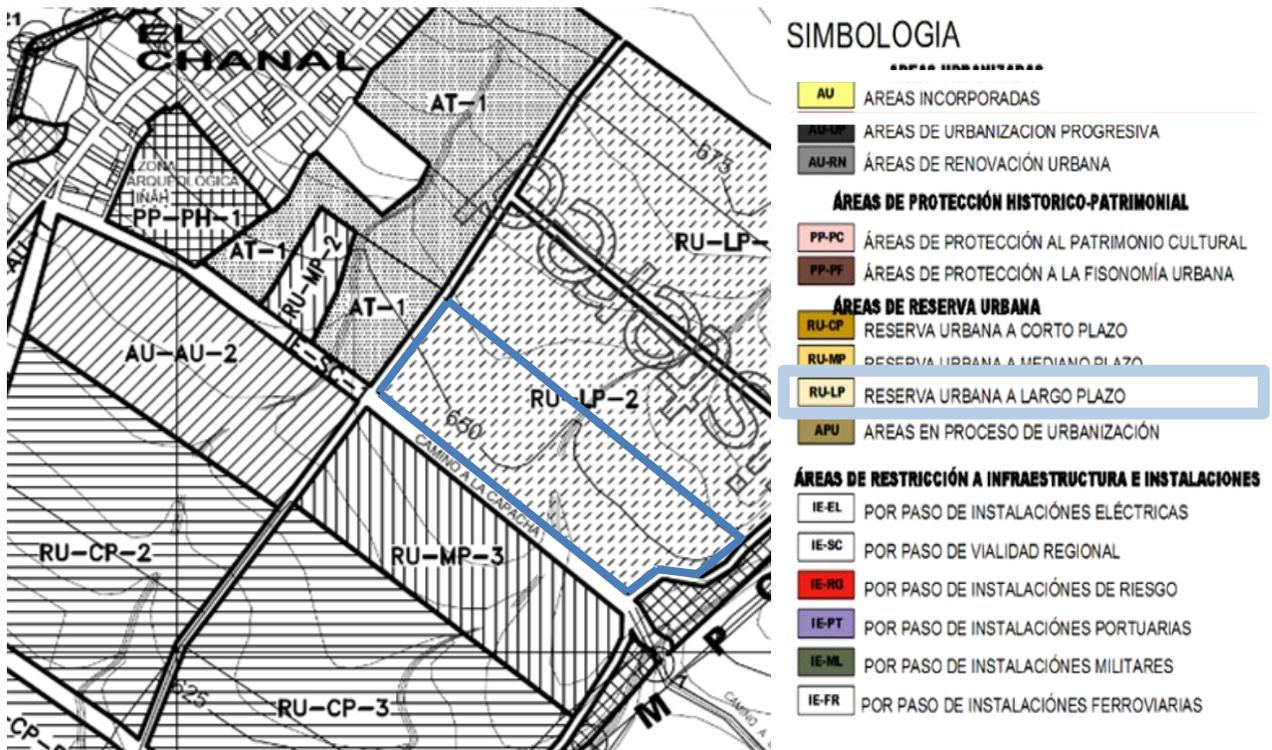 EL
CHANAL
AT-1
ZONA
ARQUEOLOGICA
INAH
PP-PH-1
AT-1
RU-MP-2
AT-1
675
RU-LP-
AU-AU-2
IE-SC-
RU-LP-2
650
CAMINO A LA CAPACHA
RU-CP-2
RU-MP-3
625
RU-CP-3
M
P
CAMINO A
SIMBOLOGIA
AREAS URBANIZADAS
AU AREAS INCORPORADAS
AU-UP ÁREAS DE URBANIZACION PROGRESIVA
AU-RN ÁREAS DE RENOVACIÓN URBANA
ÁREAS DE PROTECCIÓN HISTORICO-PATRIMONIAL
PP-PC ÁREAS DE PROTECCIÓN AL PATRIMONIO CULTURAL
PP-PF ÁREAS DE PROTECCIÓN A LA FISONOMÍA URBANA
ÁREAS DE RESERVA URBANA
RU-CP RESERVA URBANA A CORTO PLAZO
RU-MP RESERVA URBANA A MEDIANO PLAZO
RU-LP RESERVA URBANA A LARGO PLAZO
APU AREAS EN PROCESO DE URBANIZACIÓN
ÁREAS DE RESTRICCIÓN A INFRAESTRUCTURA E INSTALACIONES
IE-EL POR PASO DE INSTALACIÓNES ELÉCTRICAS
IE-SC POR PASO DE VIALIDAD REGIONAL
IE-RG POR PASO DE INSTALACIÓNES DE RIESGO
IE-PT POR PASO DE INSTALACIÓNES PORTUARIAS
IE-ML POR PASO DE INSTALACIÓNES MILITARES
IE-FR POR PASO DE INSTALACIÓNES FERROVIARIAS